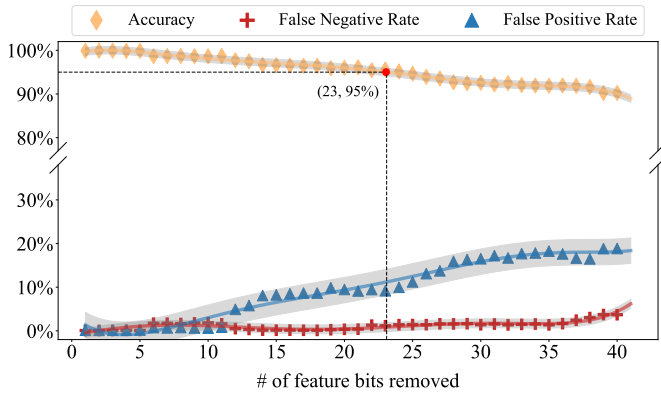 Accuracy False Negative Rate False Positive Rate
100%
90%
80%
(23, 95%)
30%
20%
10%
0%
0 5 10 15 20 25 30 35 40
# of feature bits removed